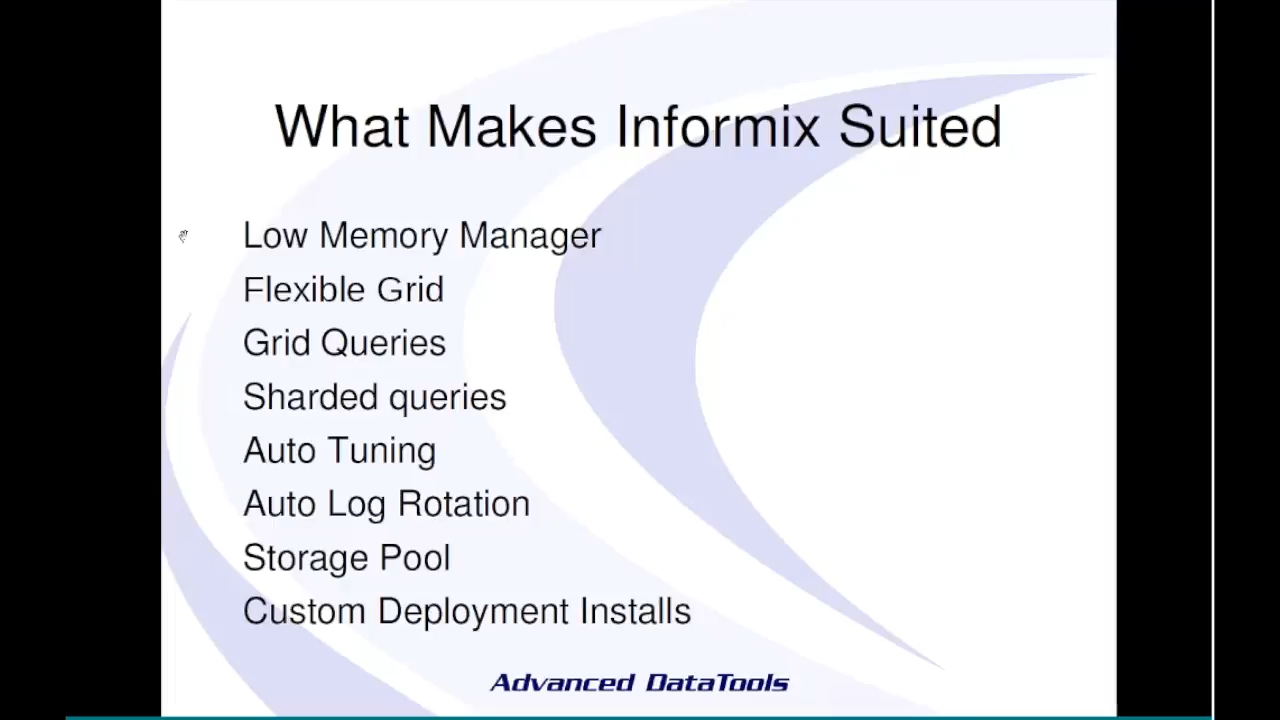 What Makes Informix Suited
Low Memory Manager
Flexible Grid
Grid Queries
Sharded queries
Auto Tuning
Auto Log Rotation
Storage Pool
Custom Deployment Installs
Advanced DataTools